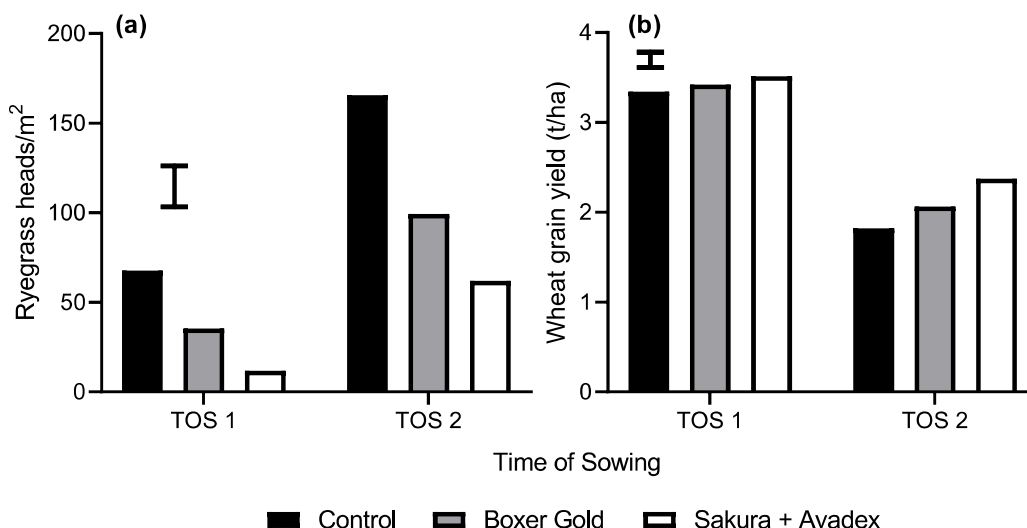 (a)
200
150
100
50
0
Ryegrass heads/m²
TOS 1
TOS 2
(b)
4
3
2
1
0
Wheat grain yield (t/ha)
TOS 1
TOS 2
Time of Sowing
Control
Boxer Gold
Sakura + Avadex